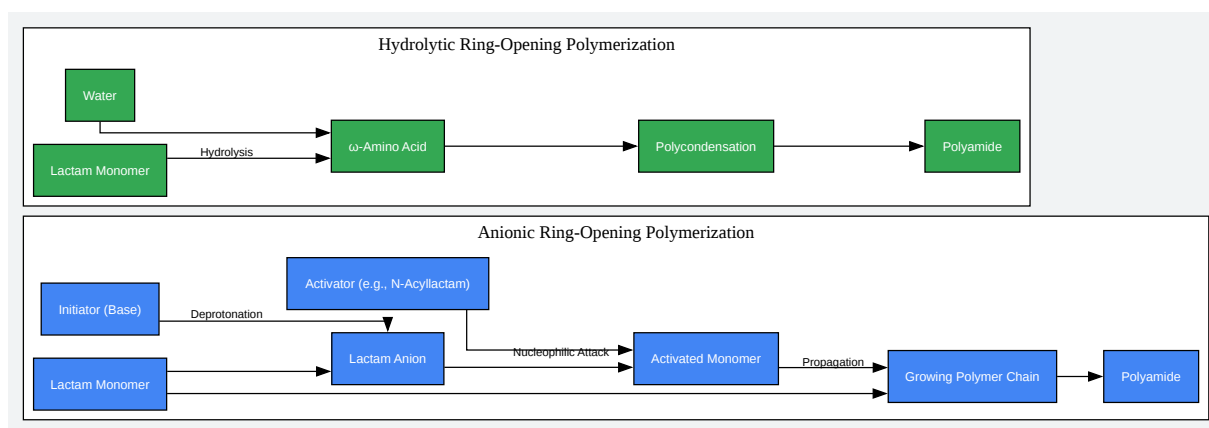 Hydrolytic Ring-Opening Polymerization
Water
Lactam Monomer
Hydrolysis
ω-Amino Acid
Polycondensation
Polyamide
Anionic Ring-Opening Polymerization
Initiator (Base)
Deprotonation
Activator (e.g., N-Acyllactam)
Lactam Monomer
Lactam Anion
Nucleophilic Attack
Activated Monomer
Propagation
Growing Polymer Chain
Polyamide